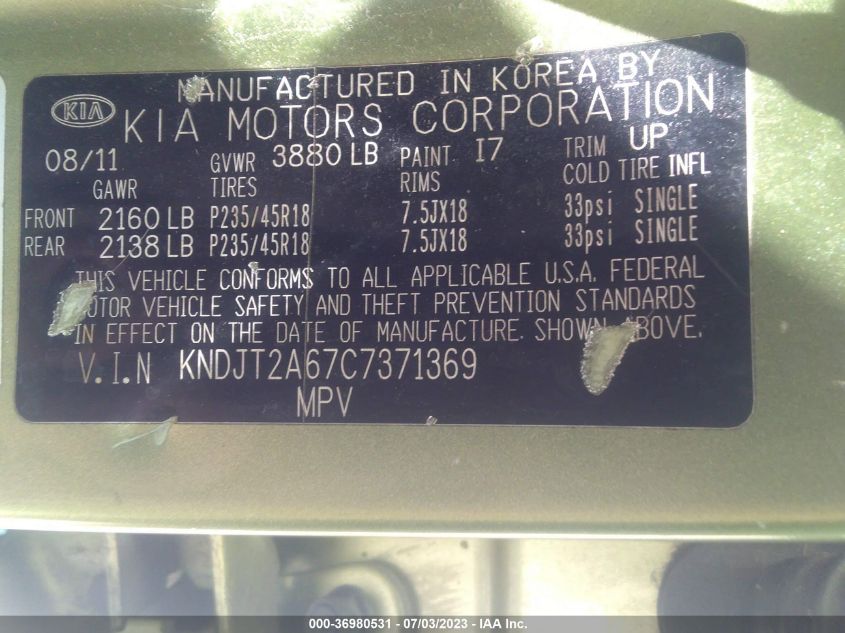 MANUFACTURED IN KOREA BY
KIA KIA MOTORS CORPORATION
08/11 GVWR 3880 LB PAINT I7 TRIM UP
GAWR TIRES RIMS COLD TIRE INFL
FRONT 2160 LB P235/45R18 7.5JX18 33psi SINGLE
REAR 2138 LB P235/45R18 7.5JX18 33psi SINGLE
THIS VEHICLE CONFORMS TO ALL APPLICABLE U.S.A. FEDERAL
MOTOR VEHICLE SAFETY AND THEFT PREVENTION STANDARDS
IN EFFECT ON THE DATE OF MANUFACTURE. SHOWN ABOVE.
V.I.N KNDJT2A67C7371369
MPV
000-36980531 - 07/03/2023 - IAA Inc.